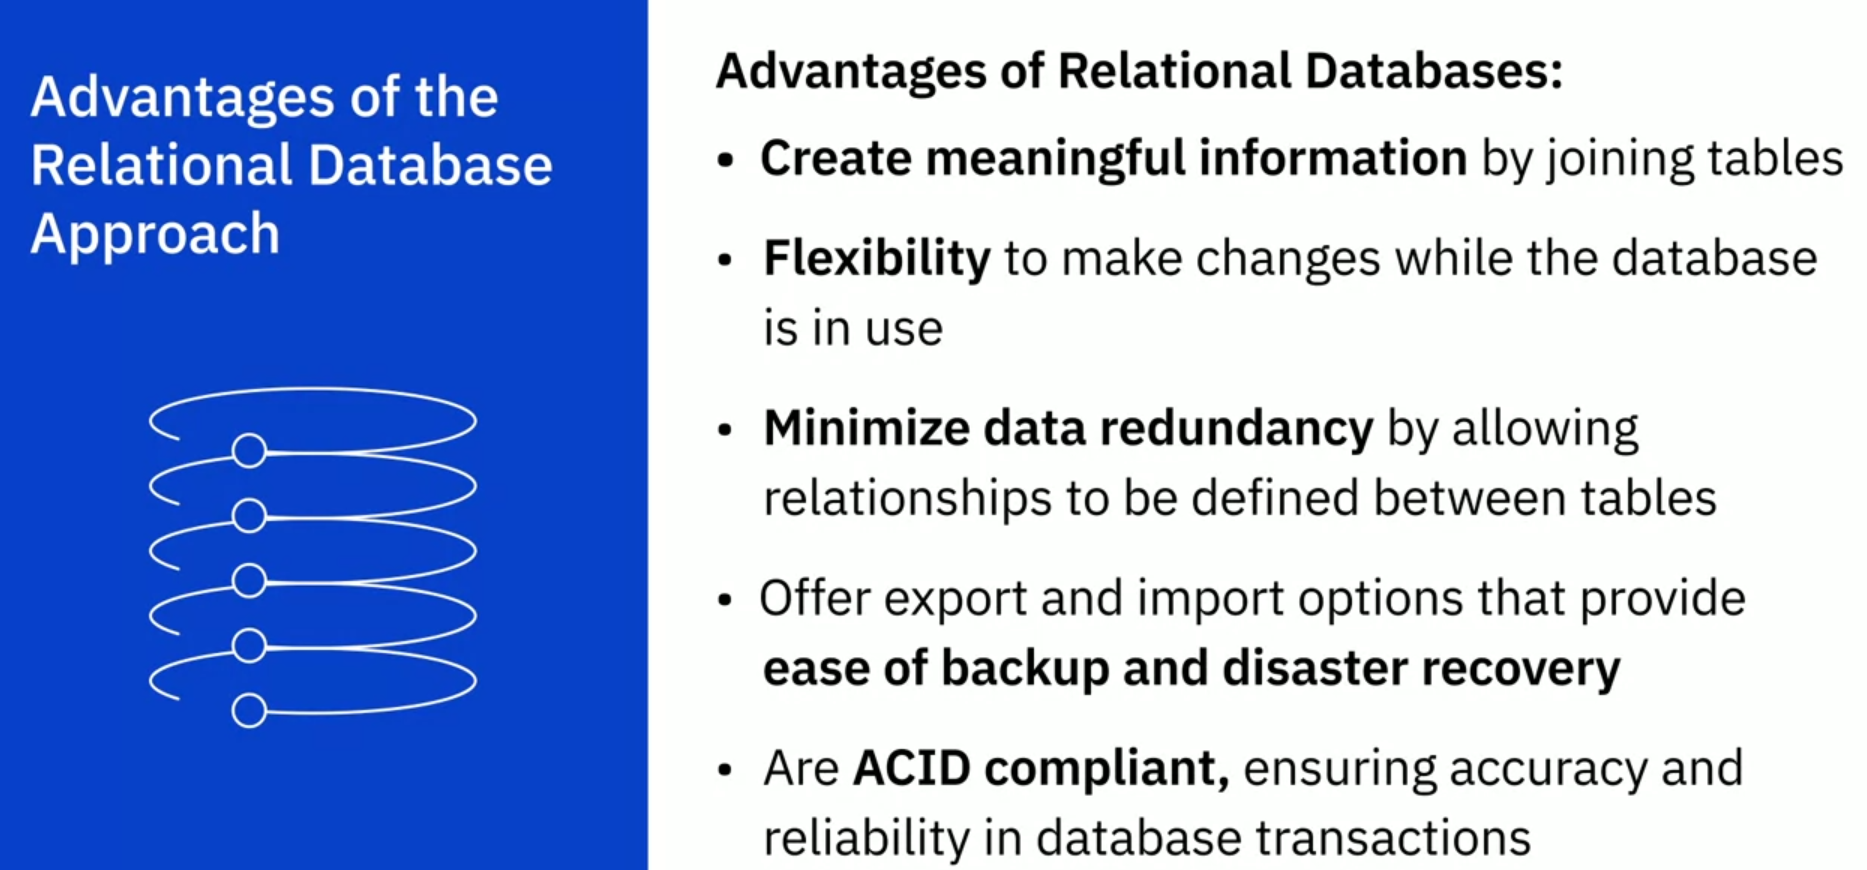 Advantages of the
Relational Database
Approach
Advantages of Relational Databases:
• Create meaningful information by joining tables
• Flexibility to make changes while the database
is in use
• Minimize data redundancy by allowing
relationships to be defined between tables
• Offer export and import options that provide
ease of backup and disaster recovery
• Are ACID compliant, ensuring accuracy and
reliability in database transactions